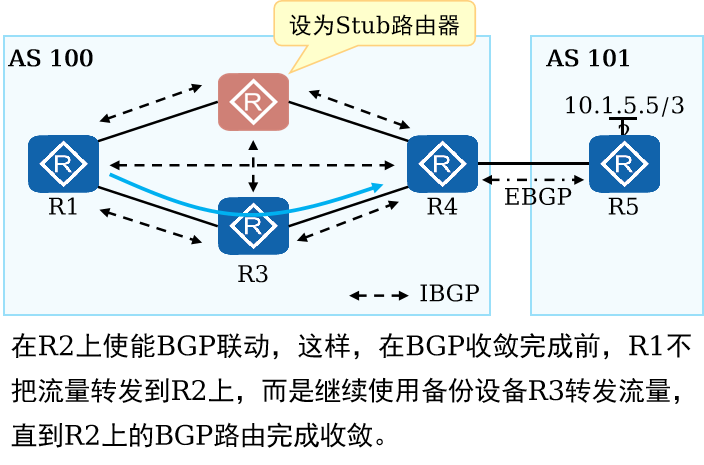 设为Stub路由器
AS 100
AS 101
10.1.5.5/3
2
R
R
R
R
R1
R4
EBGP
R5
R
R3
IBGP
在R2上使能BGP联动，这样，在BGP收敛完成前，R1不
把流量转发到R2上，而是继续使用备份设备R3转发流量，
直到R2上的BGP路由完成收敛。